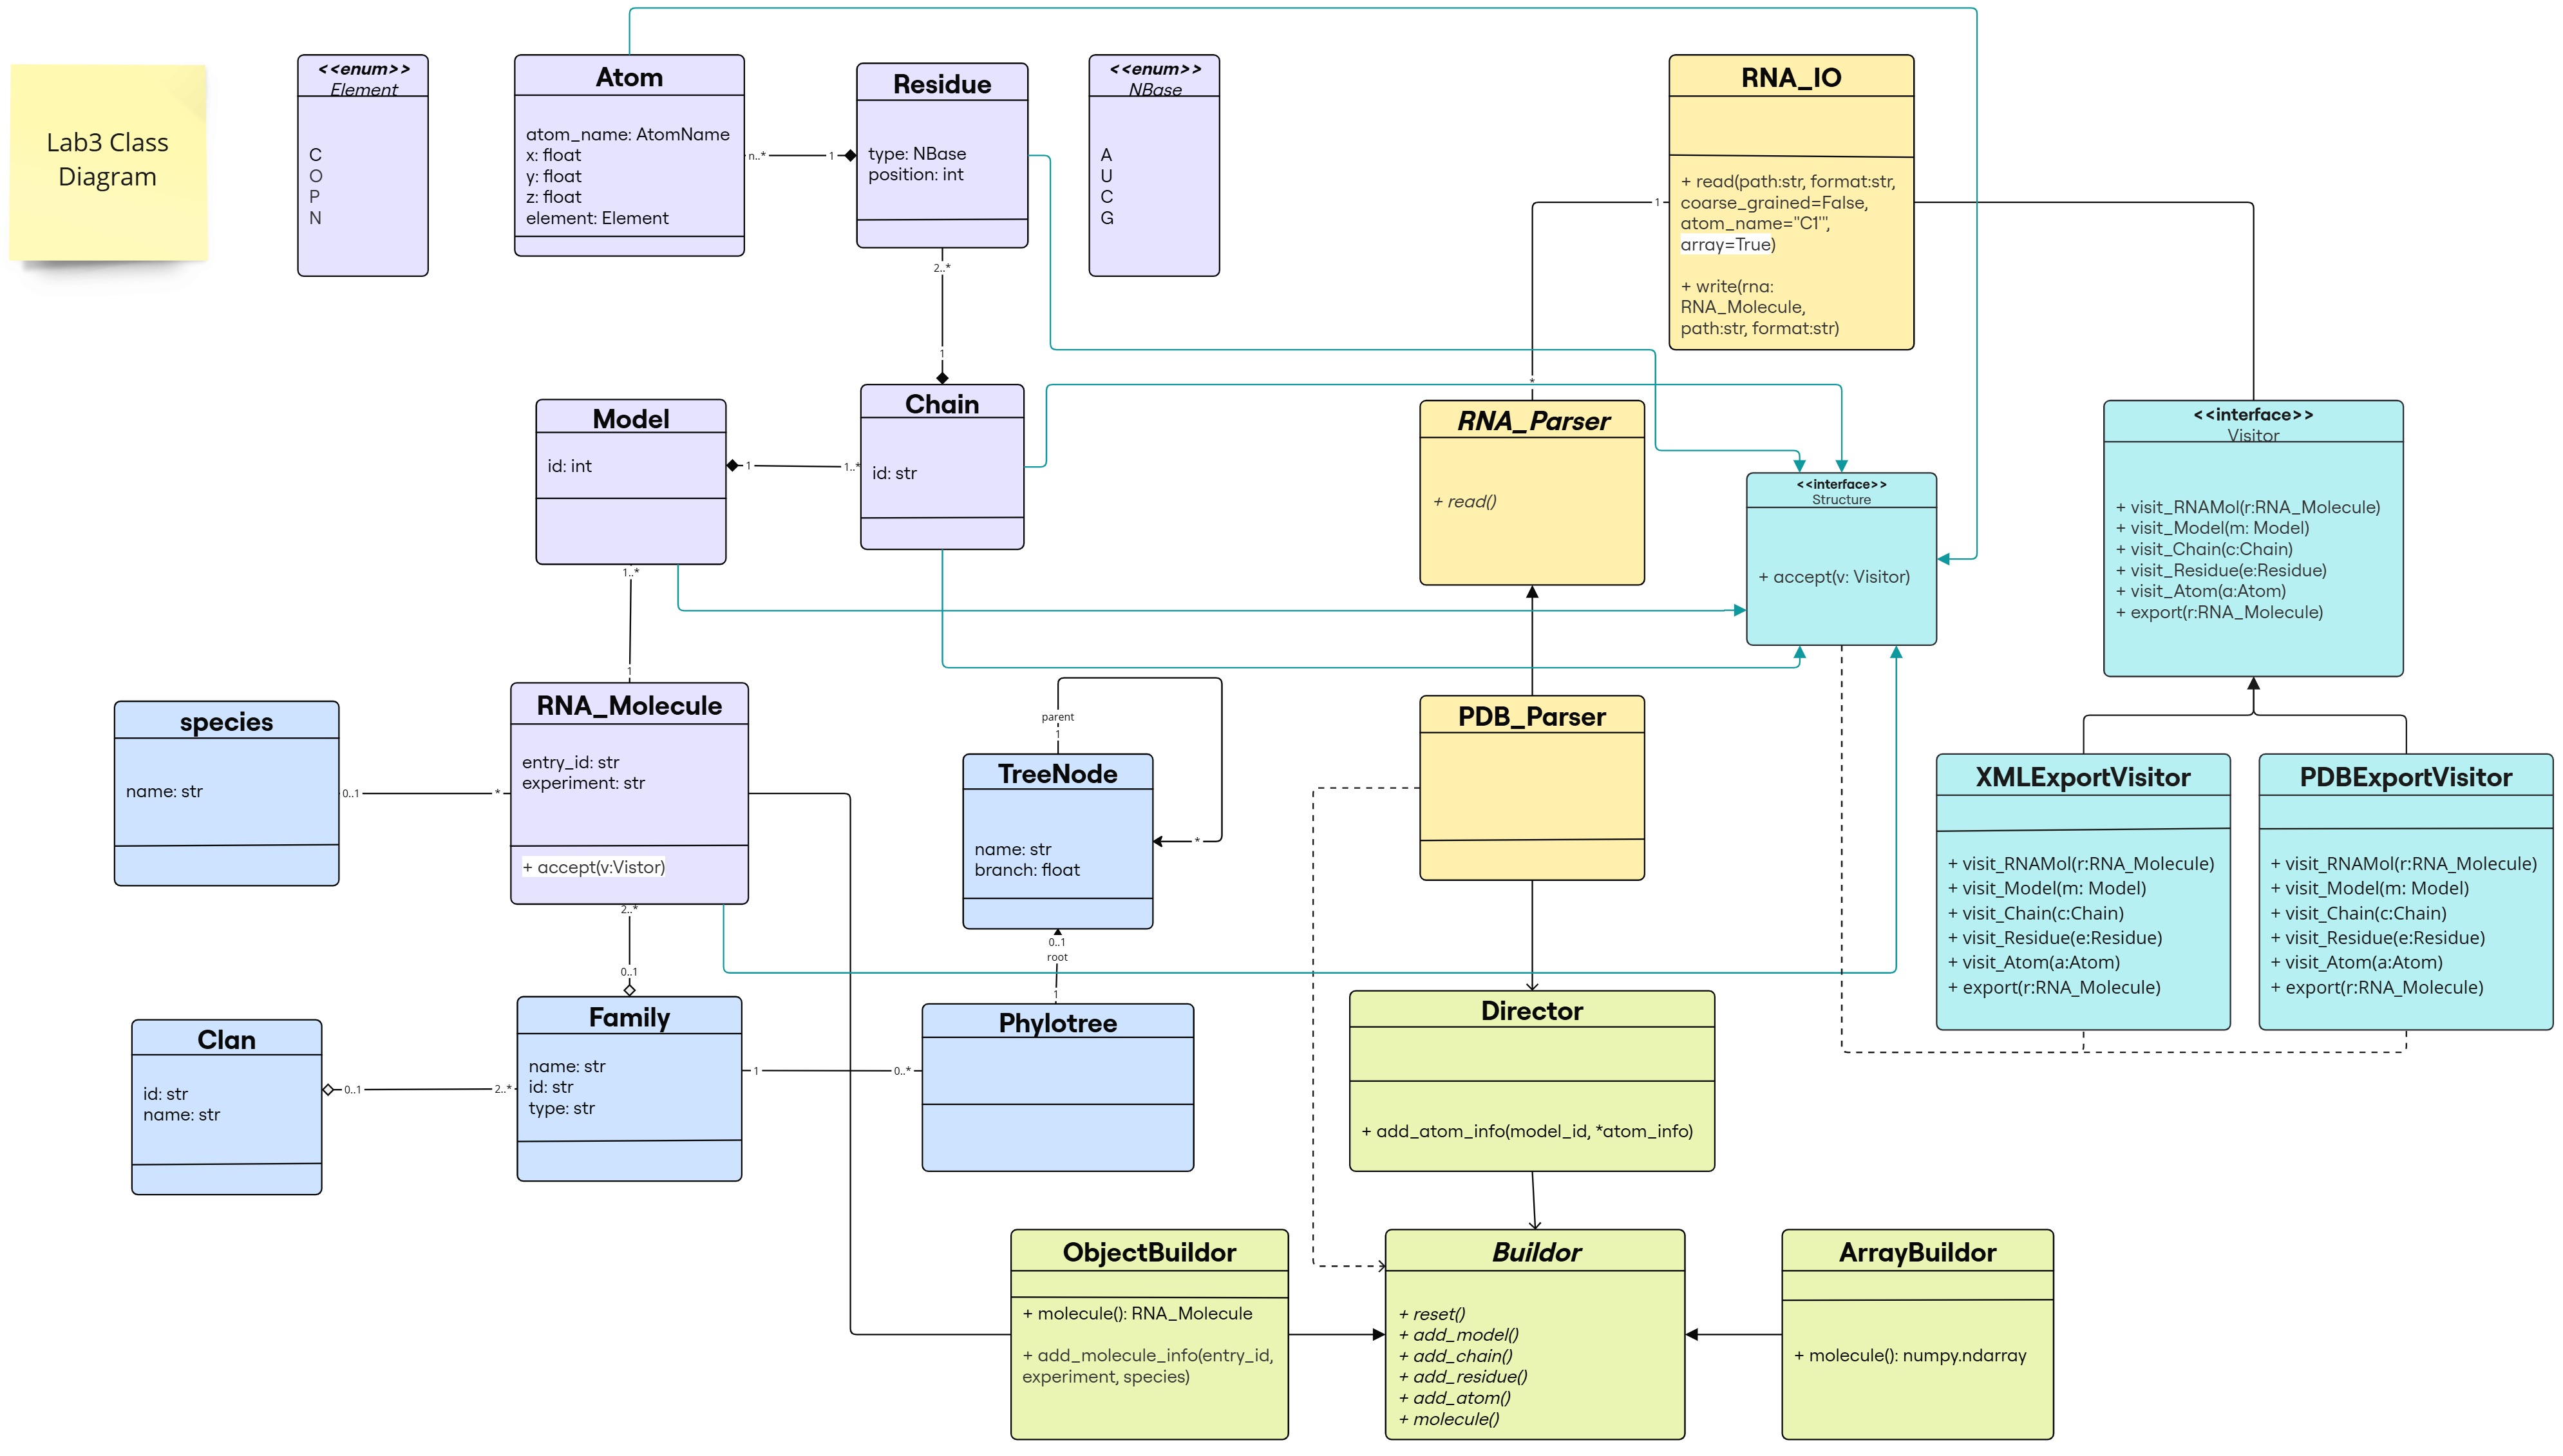 Lab3 Class
Diagram
<<enum>>
Element
C
O
P
N
Atom
atom_name: AtomName
x: float
y: float
z: float
element: Element
n..*
1
Residue
type: NBase
position: int
<<enum>>
NBase
A
U
C
G
RNA_IO
+ read(path:str, format:str,
coarse_grained=False,
atom_name="C1'",
array=True)
+ write(rna:
RNA_Molecule,
path:str, format:str)
1
*
2..*
1
Model
id: int
1
1..*
Chain
id: str
RNA_Parser
+ read()
<<interface>>
Structure
+ accept(v: Visitor)
<<interface>>
Visitor
+ visit_RNAMol(r:RNA_Molecule)
+ visit_Model(m: Model)
+ visit_Chain(c:Chain)
+ visit_Residue(e:Residue)
+ visit_Atom(a:Atom)
+ export(r:RNA_Molecule)
1..*
1
species
name: str
0..1
*
RNA_Molecule
entry_id: str
experiment: str
+ accept(v:Vistor)
parent
1
TreeNode
name: str
branch: float
*
PDB_Parser
XMLExportVisitor
+ visit_RNAMol(r:RNA_Molecule)
+ visit_Model(m: Model)
+ visit_Chain(c:Chain)
+ visit_Residue(e:Residue)
+ visit_Atom(a:Atom)
+ export(r:RNA_Molecule)
PDBExportVisitor
+ visit_RNAMol(r:RNA_Molecule)
+ visit_Model(m: Model)
+ visit_Chain(c:Chain)
+ visit_Residue(e:Residue)
+ visit_Atom(a:Atom)
+ export(r:RNA_Molecule)
2..*
0..1
0..1
root
1
Clan
id: str
name: str
0..1
2..*
Family
name: str
id: str
type: str
1
0..*
Phylotree
Director
+ add_atom_info(model_id, *atom_info)
ObjectBuildor
+ molecule(): RNA_Molecule
+ add_molecule_info(entry_id,
experiment, species)
Buildor
+ reset()
+ add_model()
+ add_chain()
+ add_residue()
+ add_atom()
+ molecule()
ArrayBuildor
+ molecule(): numpy.ndarray